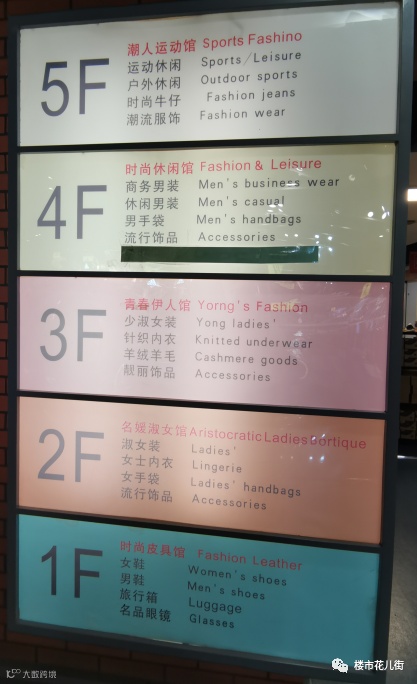 5F
潮人运动馆 Sports Fashino
运动休闲 Sports/Leisure
户外休闲 Outdoor sports
时尚牛仔 Fashion jeans
潮流服饰 Fashion wear
4F
时尚休闲馆 Fashion & Leisure
商务男装 Men's business wear
休闲男装 Men's casual
男手袋 Men's handbags
流行饰品 Accessories
3F
青春伊人馆 Yorng's Fashion
少淑女装 Yong ladies'
针织内衣 Knitted underwear
羊绒羊毛 Cashmere goods
靓丽饰品 Accessories
2F
名媛淑女馆 Aristocratic Ladies Bortique
淑女装 Ladies'
女士内衣 Lingerie
女手袋 Ladies' handbags
流行饰品 Accessories
1F
时尚皮具馆 Fashion Leather
女鞋 Women's shoes
男鞋 Men's shoes
旅行箱 Luggage
名品眼镜 Glasses
楼市花儿街
大数跨境